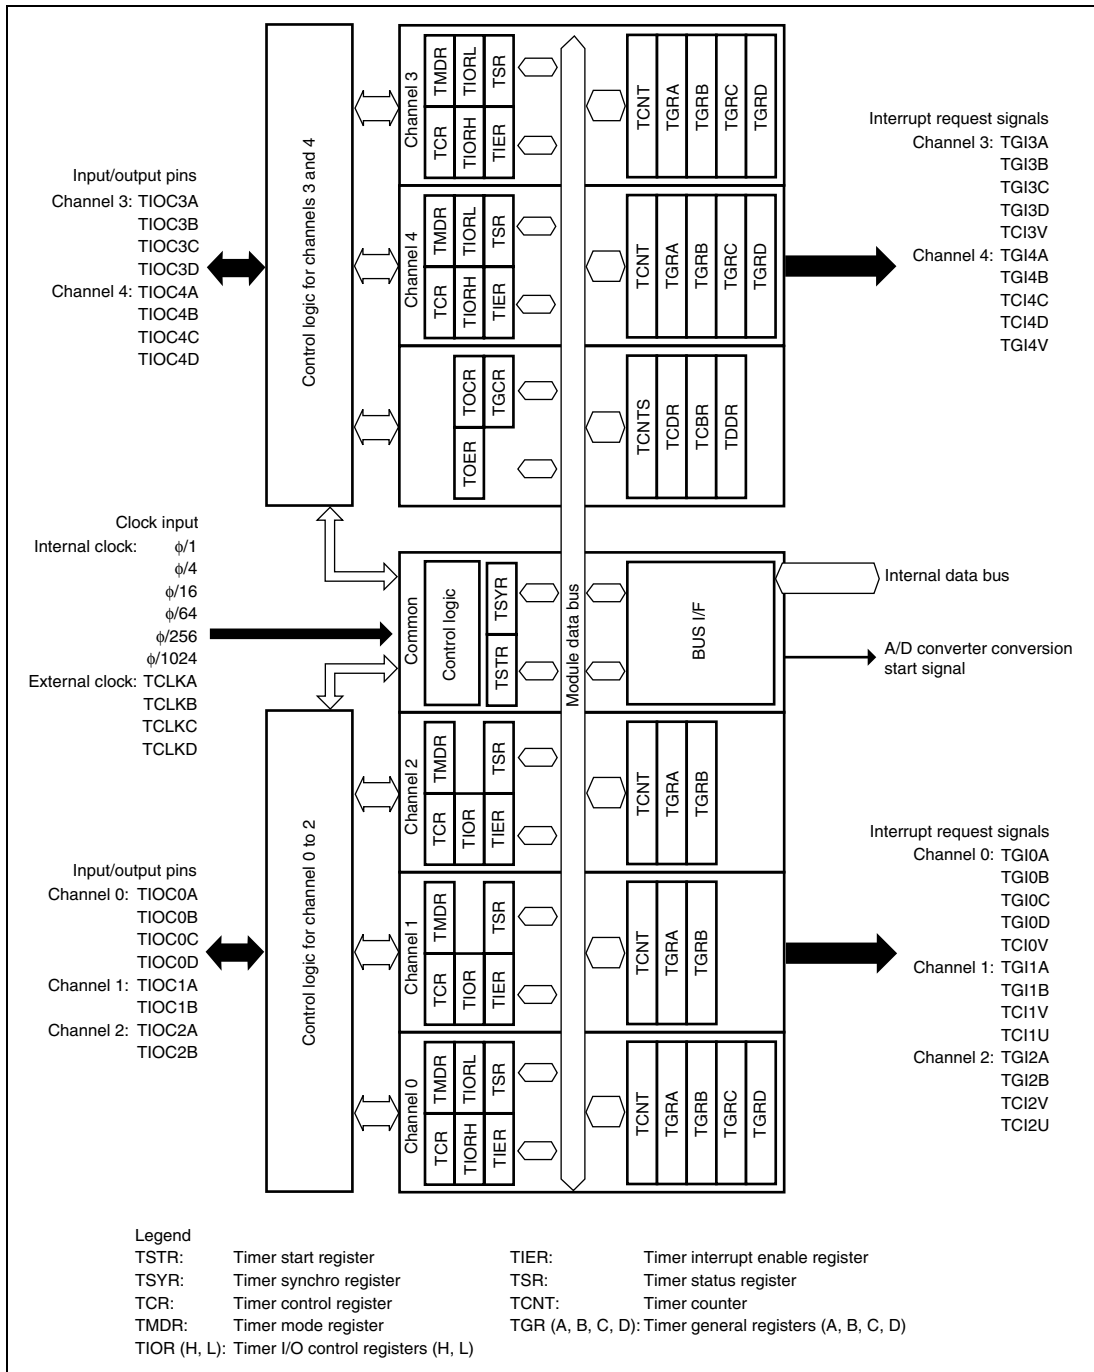 Input/output pins
Channel 3: TIOC3A
TIOC3B
TIOC3C
TIOC3D
Channel 4: TIOC4A
TIOC4B
TIOC4C
TIOC4D
Control logic for channels 3 and 4
Channel 3
TMDR
TIORL
TSR
TCR
TIORH
TIER
TCNT
TGRA
TGRB
TGRC
TGRD
Channel 4
TMDR
TIORL
TSR
TCR
TIORH
TIER
TCNT
TGRA
TGRB
TGRC
TGRD
TOCR
TGCR
TOER
TCNTS
TCDR
TCBR
TDDR
Interrupt request signals
Channel 3: TGI3A
TGI3B
TGI3C
TGI3D
TCI3V
Channel 4: TGI4A
TGI4B
TCI4C
TCI4D
TGI4V
Clock input
Internal clock: ϕ/1
ϕ/4
ϕ/16
ϕ/64
ϕ/256
ϕ/1024
External clock: TCLKA
TCLKB
TCLKC
TCLKD
Common
Control logic
TSYR
TSTR
Module data bus
BUS I/F
Internal data bus
A/D converter conversion
start signal
Input/output pins
Channel 0: TIOC0A
TIOC0B
TIOC0C
TIOC0D
Channel 1: TIOC1A
TIOC1B
Channel 2: TIOC2A
TIOC2B
Control logic for channel 0 to 2
Channel 2
TMDR
TSR
TCR
TIOR
TIER
TCNT
TGRA
TGRB
Channel 1
TMDR
TSR
TCR
TIOR
TIER
TCNT
TGRA
TGRB
Channel 0
TMDR
TIORL
TSR
TCR
TIORH
TIER
TCNT
TGRA
TGRB
TGRC
TGRD
Interrupt request signals
Channel 0: TGI0A
TGI0B
TGI0C
TGI0D
TCI0V
Channel 1: TGI1A
TGI1B
TCI1V
TCI1U
Channel 2: TGI2A
TGI2B
TCI2V
TCI2U
Legend
TSTR: Timer start register
TSYR: Timer synchro register
TCR: Timer control register
TMDR: Timer mode register
TIOR (H, L): Timer I/O control registers (H, L)
TIER: Timer interrupt enable register
TSR: Timer status register
TCNT: Timer counter
TGR (A, B, C, D): Timer general registers (A, B, C, D)